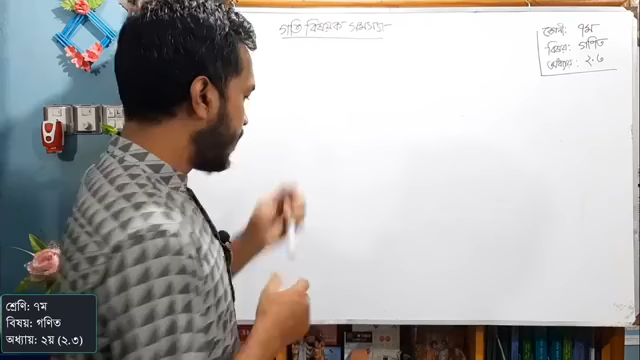 গতি বিষয়ক সমস্যা
শ্রেণী: ৭ম
বিষয়: গণিত
অধ্যায়: ২.৩
শ্রেণি: ৭ম
বিষয়: গণিত
অধ্যায়: ২য় (২.৩)